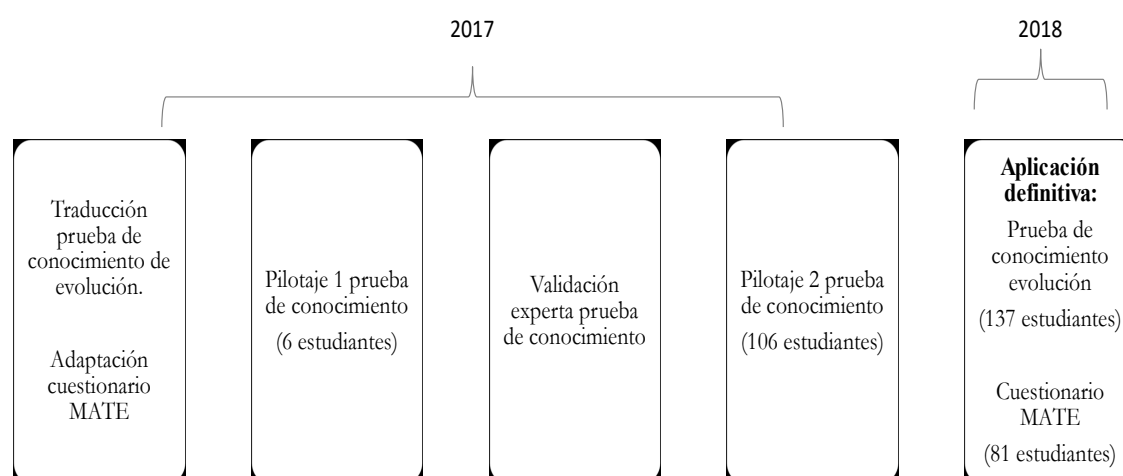 2017
2018
Traducción
prueba de
conocimiento de
evolución.
Adaptación
cuestionario
MATE
Pilotaje 1 prueba
de conocimiento
(6 estudiantes)
Validación
experta prueba
de conocimiento
Pilotaje 2 prueba
de conocimiento
(106 estudiantes)
Aplicación
definitiva:
Prueba de
conocimiento
evolución
(137 estudiantes)
Cuestionario
MATE
(81 estudiantes)